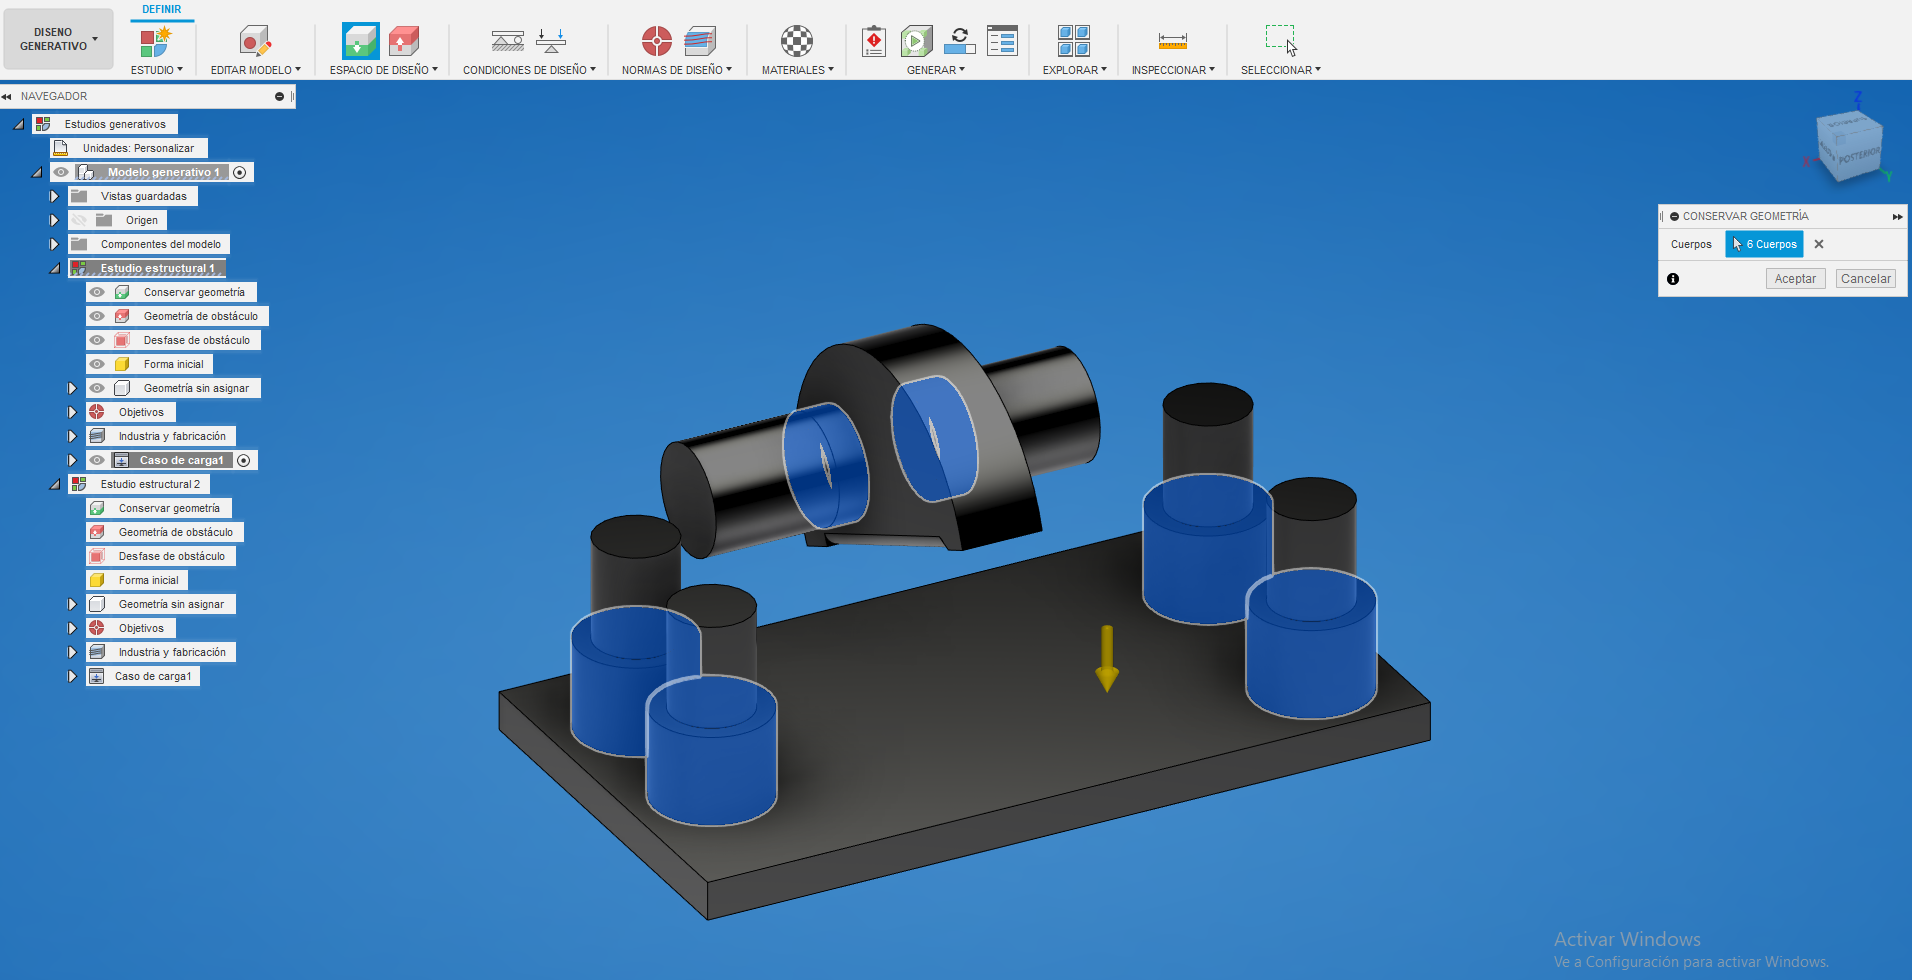 DEFINIR
DISENO
GENERATIVO
ESTUDIO
EDITAR MODELO
ESPACIO DE DISEÑO
CONDICIONES DE DISEÑO
NORMAS DE DISEÑO
MATERIALES
GENERAR
EXPLORAR
INSPECCIONAR
SELECCIONAR
NAVEGADOR
Estudios generativos
Unidades: Personalizar
Modelo generativo 1
Vistas guardadas
Origen
Componentes del modelo
Estudio estructural 1
Conservar geometría
Geometría de obstáculo
Desfase de obstáculo
Forma inicial
Geometría sin asignar
Objetivos
Industria y fabricación
Caso de carga1
Estudio estructural 2
Conservar geometría
Geometría de obstáculo
Desfase de obstáculo
Forma inicial
Geometría sin asignar
Objetivos
Industria y fabricación
Caso de carga1
Z
POSTERIOR
X
Y
CONSERVAR GEOMETRÍA
Cuerpos
6 Cuerpos
Aceptar
Cancelar
Activar Windows
Ve a Configuración para activar Windows.